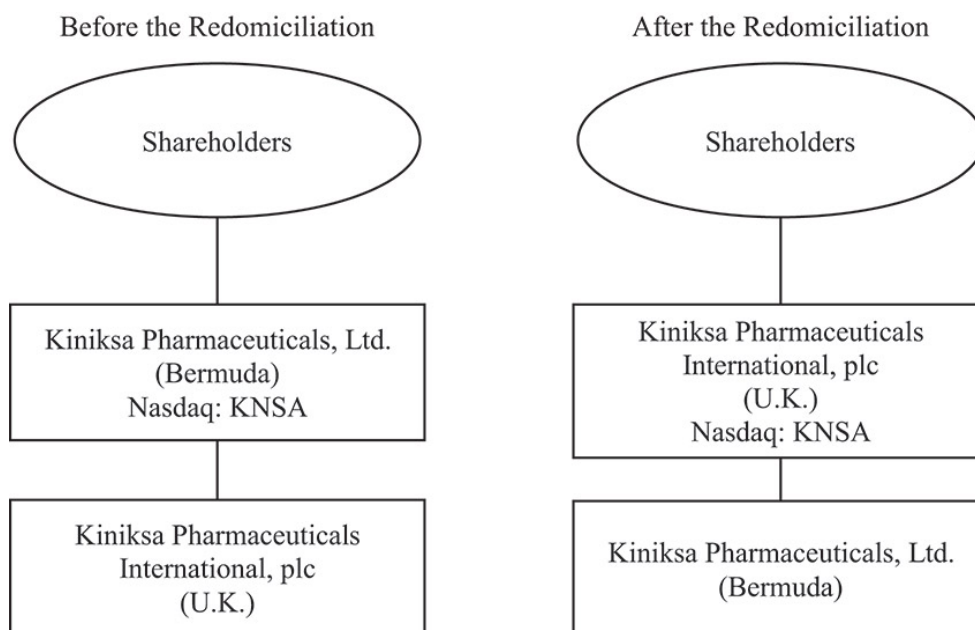 Before the Redomiciliation
Shareholders
Kiniksa Pharmaceuticals, Ltd.
(Bermuda)
Nasdaq: KNSA
Kiniksa Pharmaceuticals
International, plc
(U.K.)
After the Redomiciliation
Shareholders
Kiniksa Pharmaceuticals
International, plc
(U.K.)
Nasdaq: KNSA
Kiniksa Pharmaceuticals, Ltd.
(Bermuda)